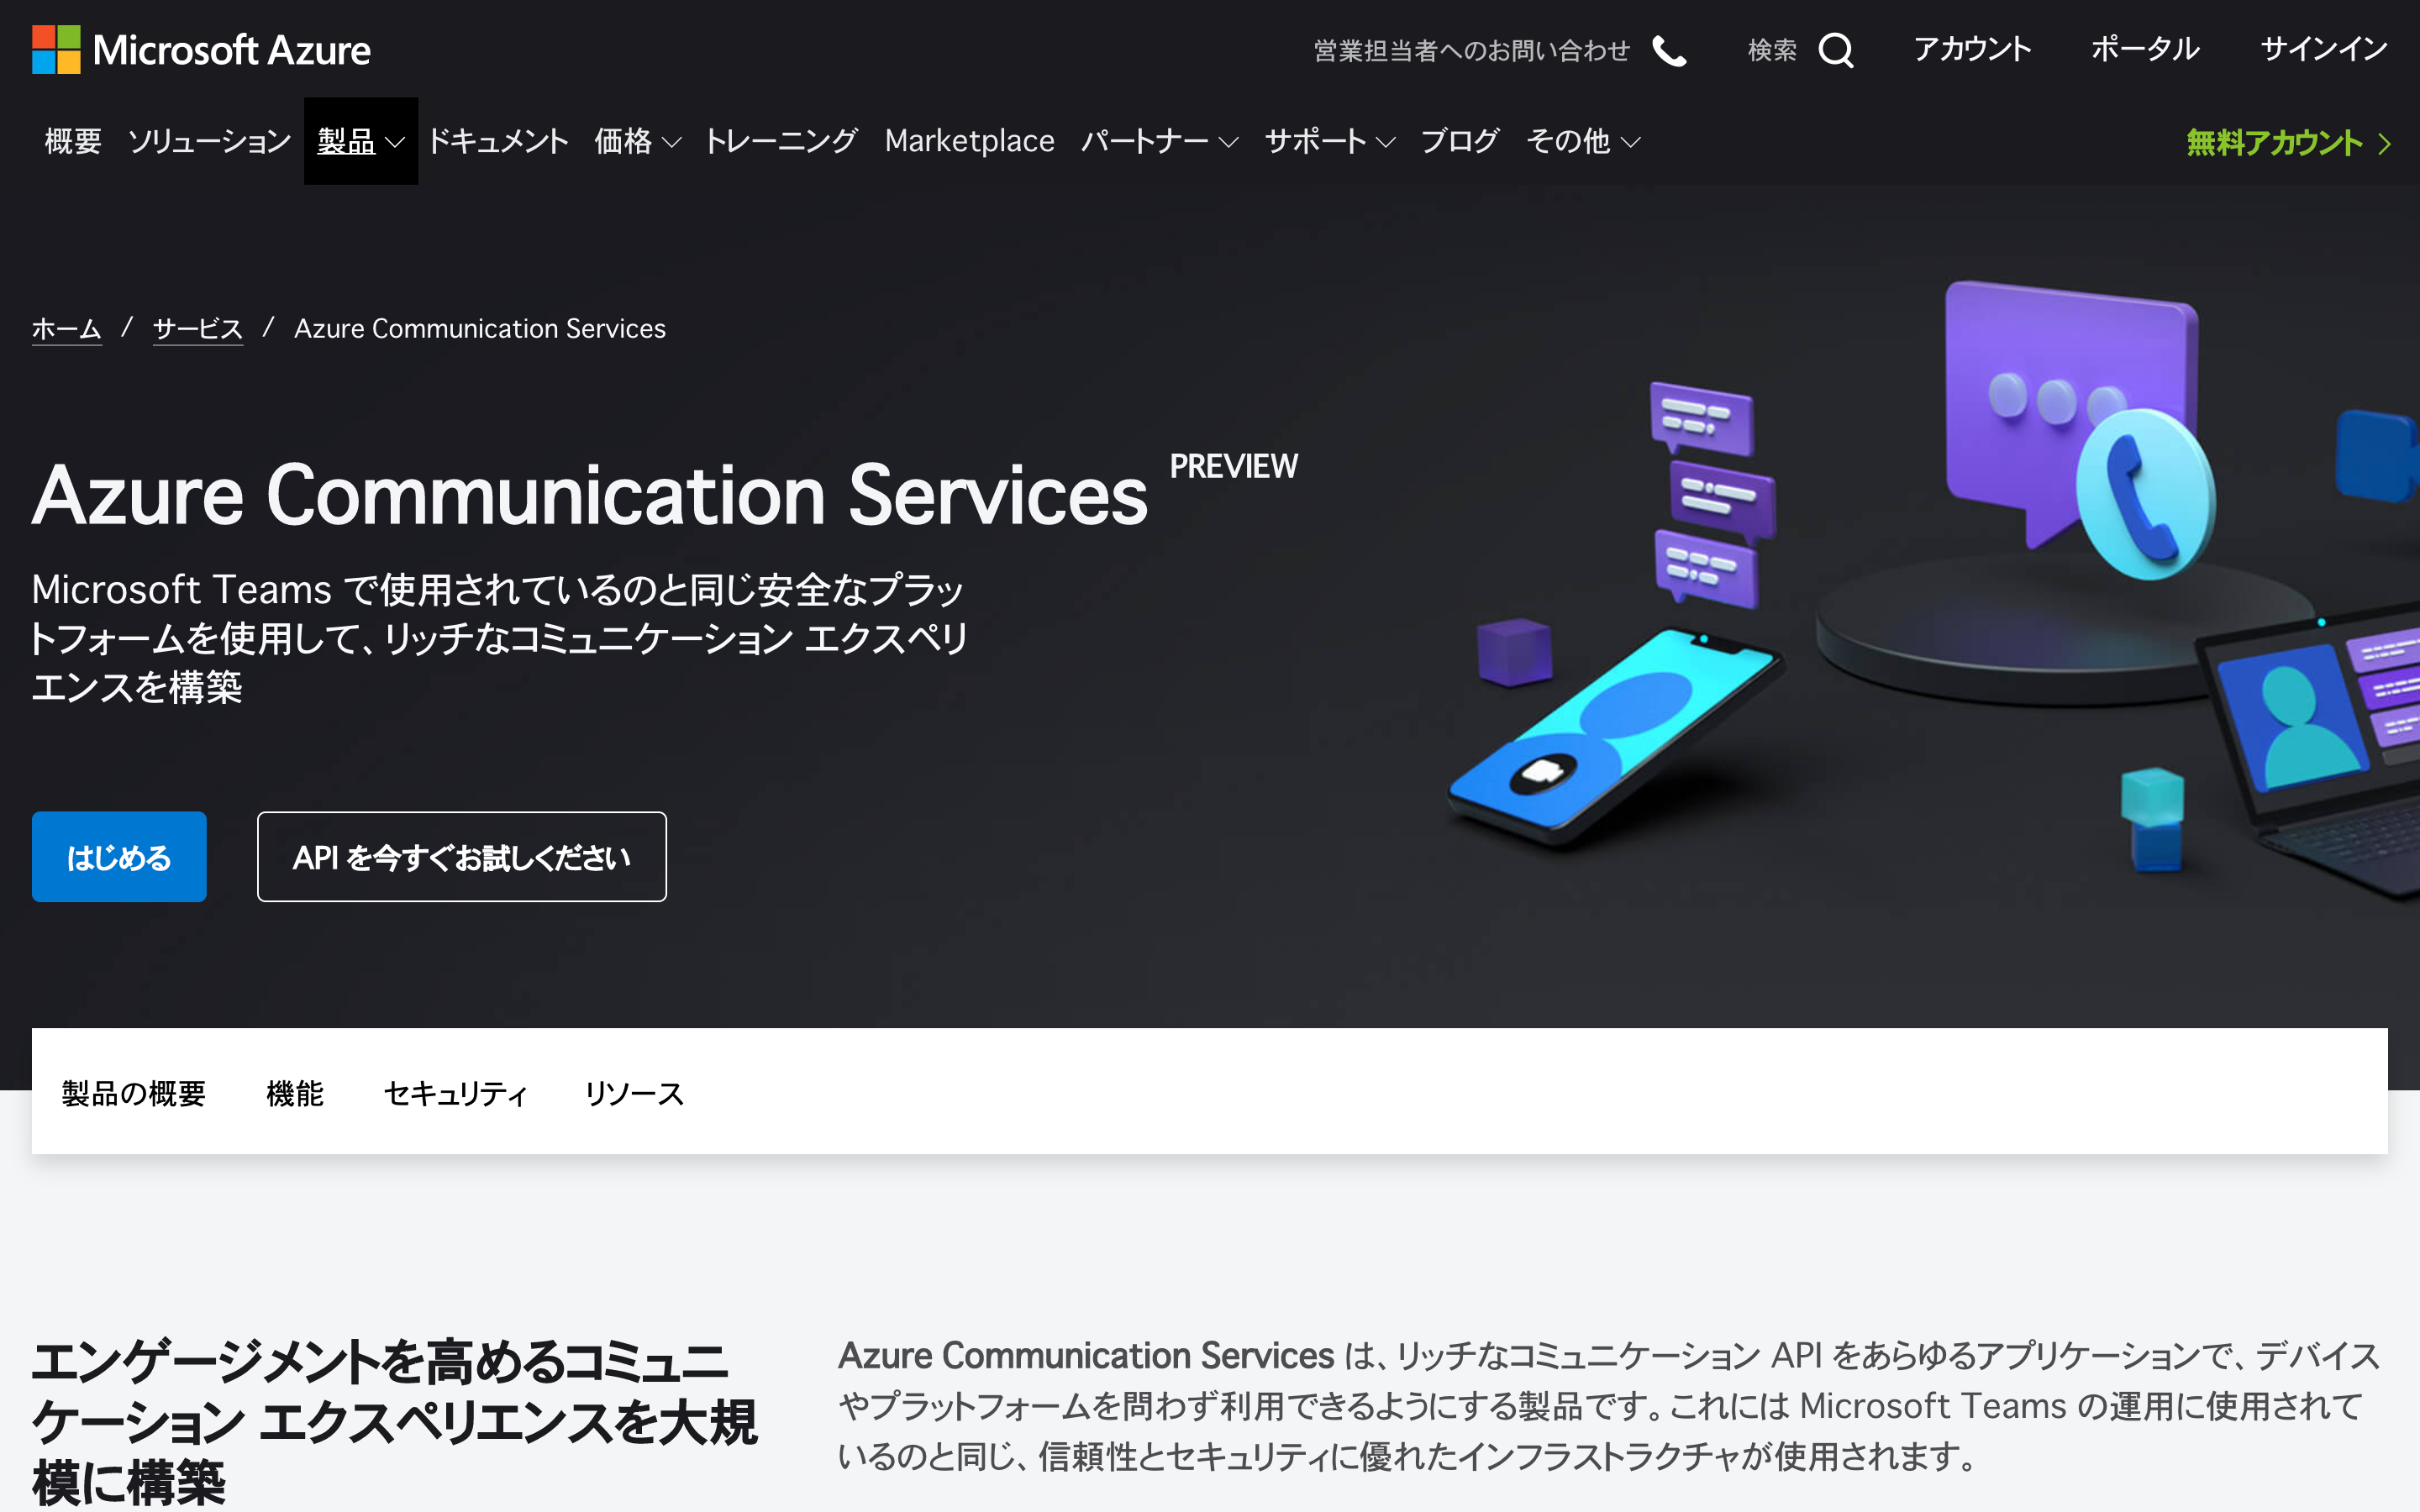 Microsoft Azure
営業担当者へのお問い合わせ 検索 アカウント ポータル サインイン
概要 ソリューション 製品 ドキュメント 価格 トレーニング Marketplace パートナー サポート ブログ その他 無料アカウント
ホーム / サービス / Azure Communication Services
Azure Communication Services PREVIEW
Microsoft Teams で使用されているのと同じ安全なプラッ
トフォームを使用して、リッチなコミュニケーション エクスペリ
エンスを構築
はじめる API を今すぐお試しください
製品の概要 機能 セキュリティ リソース
エンゲージメントを高めるコミュニ
ケーション エクスペリエンスを大規
模に構築
Azure Communication Services は、リッチなコミュニケーション API をあらゆるアプリケーションで、デバイス
やプラットフォームを問わず利用できるようにする製品です。これには Microsoft Teams の運用に使用されて
いるのと同じ、信頼性とセキュリティに優れたインフラストラクチャが使用されます。